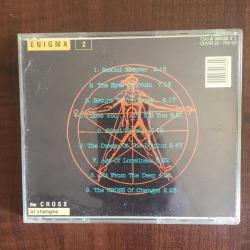 ENIGMA 2
1. Second Chapter 2.16
2. The Eyes Of Truth 7.13
3. Return To Innocence 4.17
4. I Love You ... I'll Kill You 8.51
5. Silent Warrior 6.10
6. The Dream Of The Dolphin 2.47
7. Age Of Loneliness 5.22
8. Out From The Deep 4.53
9. The CROSS Of Changes 2.23
the CROSS
of changes